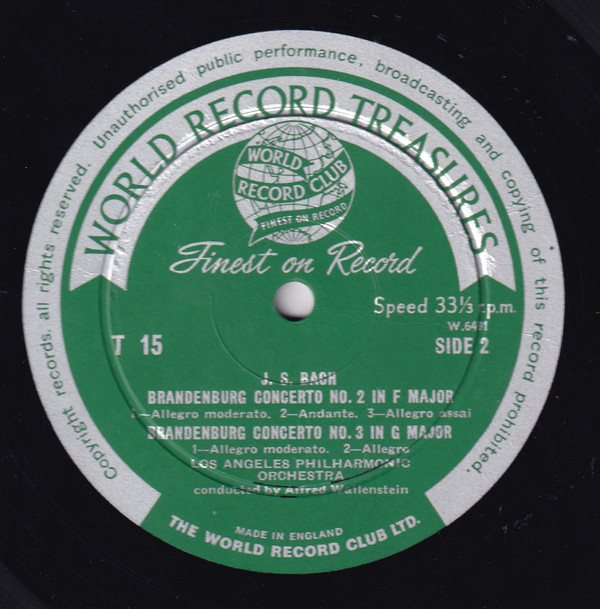 Copyright records. all rights reserved. Unauthorised public performance, broadcasting and copying of this record prohibited.
WORLD RECORD TREASURES
WORLD
RECORD CLUB
FINEST ON RECORD
Finest on Record
Speed 33⅓ r.p.m.
W.6491
T 15
SIDE 2
J. S. BACH
BRANDENBURG CONCERTO NO. 2 IN F MAJOR
1—Allegro moderato. 2—Andante. 3—Allegro assai
BRANDENBURG CONCERTO NO. 3 IN G MAJOR
1—Allegro moderato. 2—Allegro
LOS ANGELES PHILHARMONIC
ORCHESTRA
conducted by Alfred Wallenstein
MADE IN ENGLAND
THE WORLD RECORD CLUB LTD.